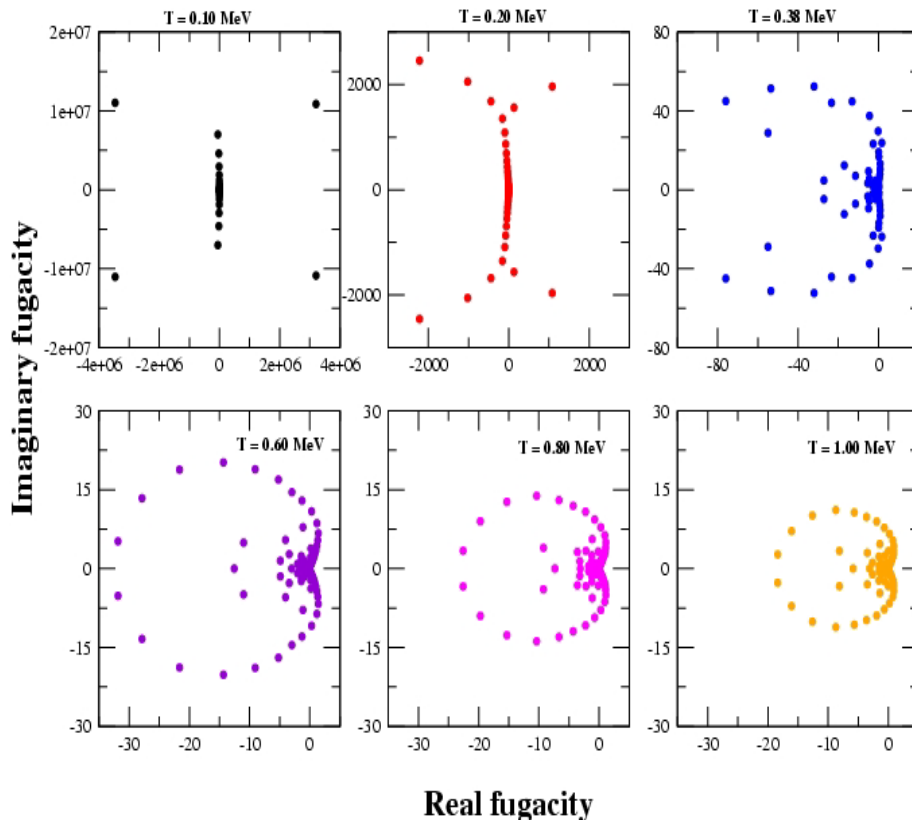 T = 0.10 MeV
T = 0.20 MeV
T = 0.38 MeV
2e+07
1e+07
0
-1e+07
-2e+07
-4e+06 -2e+06 0 2e+06 4e+06
2000
0
-2000
-2000 0 2000
80
40
0
-40
-80
-80 -40 0
Imaginary fugacity
T = 0.60 MeV
T = 0.80 MeV
T = 1.00 MeV
30
15
0
-15
-30
-30 -20 -10 0
30
15
0
-15
-30
-30 -20 -10 0
30
15
0
-15
-30
-30 -20 -10 0
Real fugacity